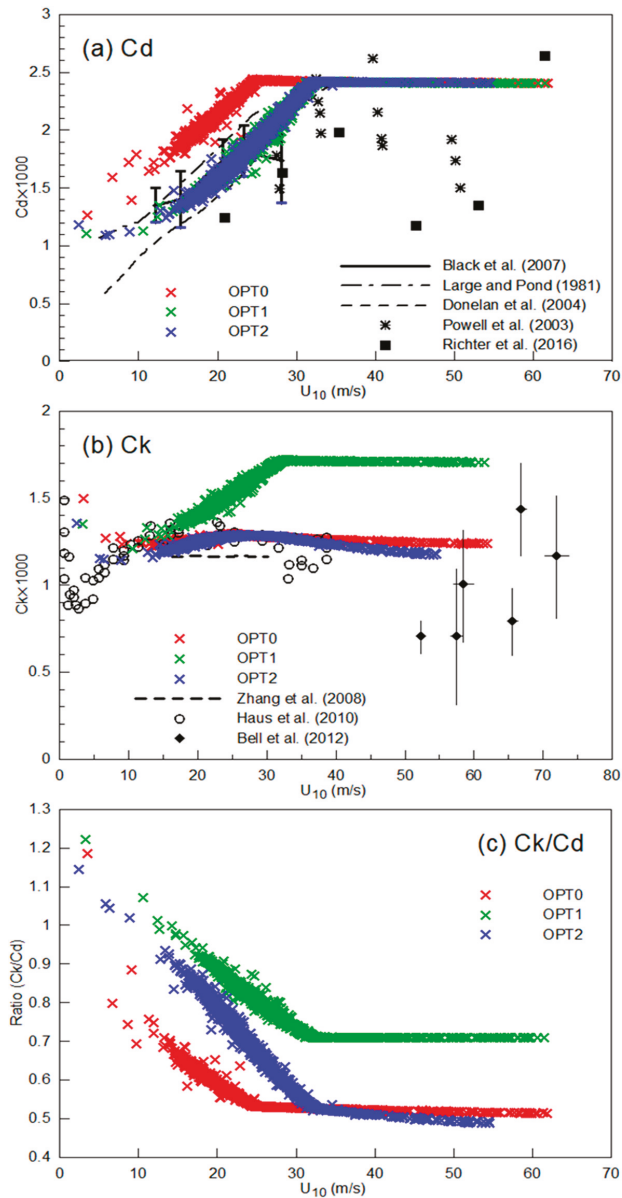 (a) Cd
3
2.5
2
1.5
1
0.5
0
Cdx1000
OPT0
OPT1
OPT2
Black et al. (2007)
Large and Pond (1981)
Donelan et al. (2004)
Powell et al. (2003)
Richter et al. (2016)
0 10 20 30 40 50 60 70
U10 (m/s)
(b) Ck
2
1.5
1
0.5
0
Ckx1000
OPT0
OPT1
OPT2
Zhang et al. (2008)
Haus et al. (2010)
Bell et al. (2012)
0 10 20 30 40 50 60 70 80
U10 (m/s)
(c) Ck/Cd
1.3
1.2
1.1
1
0.9
0.8
0.7
0.6
0.5
0.4
Ratio (Ck/Cd)
OPT0
OPT1
OPT2
0 10 20 30 40 50 60 70
U10 (m/s)